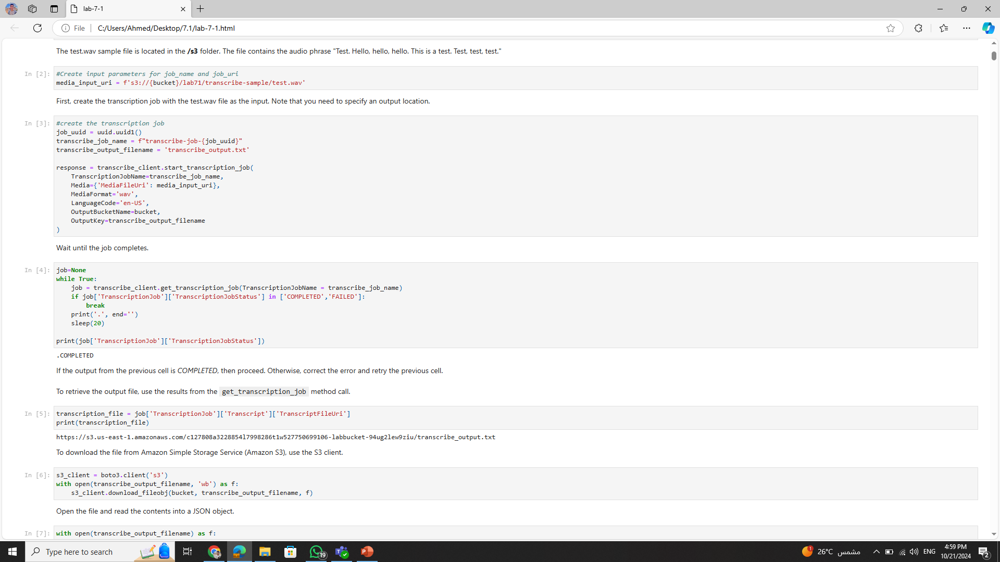 lab-7-1
File
C:/Users/Ahmed/Desktop/7.1/lab-7-1.html
The test.wav sample file is located in the /s3 folder. The file contains the audio phrase "Test. Hello, hello, hello. This is a test. Test, test, test."
In [2]:
#Create input parameters for job_name and job_uri
media_input_uri = f's3://{bucket}/lab71/transcribe-sample/test.wav'
First, create the transcription job with the test.wav file as the input. Note that you need to specify an output location.
In [3]:
#create the transcription job
job_uuid = uuid.uuid1()
transcribe_job_name = f"transcribe-job-{job_uuid}"
transcribe_output_filename = 'transcribe_output.txt'
response = transcribe_client.start_transcription_job(
    TranscriptionJobName=transcribe_job_name,
    Media={'MediaFileUri': media_input_uri},
    MediaFormat='wav',
    LanguageCode='en-US',
    OutputBucketName=bucket,
    OutputKey=transcribe_output_filename
)
Wait until the job completes.
In [4]:
job=None
while True:
    job = transcribe_client.get_transcription_job(TranscriptionJobName = transcribe_job_name)
    if job['TranscriptionJob']['TranscriptionJobStatus'] in ['COMPLETED','FAILED']:
        break
    print('.', end='')
    sleep(20)
print(job['TranscriptionJob']['TranscriptionJobStatus'])
.COMPLETED
If the output from the previous cell is COMPLETED, then proceed. Otherwise, correct the error and retry the previous cell.
To retrieve the output file, use the results from the get_transcription_job method call.
In [5]:
transcription_file = job['TranscriptionJob']['Transcript']['TranscriptFileUri']
print(transcription_file)
https://s3.us-east-1.amazonaws.com/c127808a3228854l7998286t1w527750699106-labbucket-94ug2lew9ziu/transcribe_output.txt
To download the file from Amazon Simple Storage Service (Amazon S3), use the S3 client.
In [6]:
s3_client = boto3.client('s3')
with open(transcribe_output_filename, 'wb') as f:
    s3_client.download_fileobj(bucket, transcribe_output_filename, f)
Open the file and read the contents into a JSON object.
In [7]:
with open(transcribe_output_filename) as f:
Type here to search
19
1
26°C مشمس
ENG
4:59 PM
10/21/2024
2